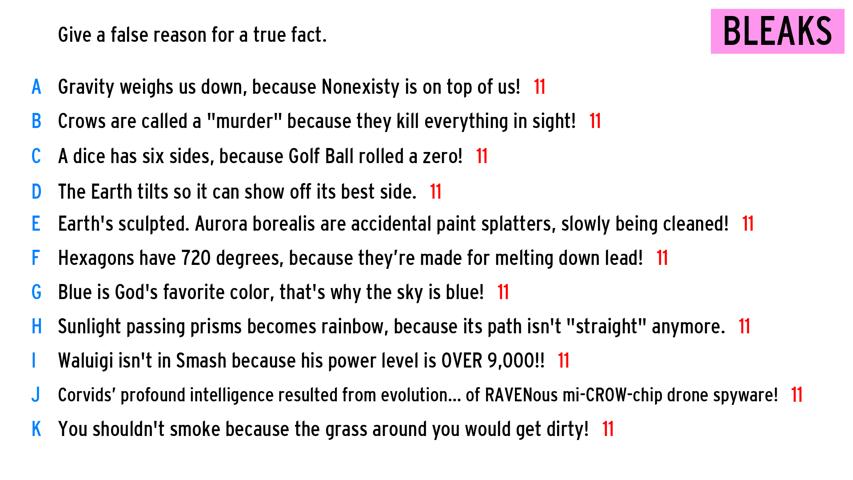 Give a false reason for a true fact.
BLEAKS
A Gravity weighs us down, because Nonexisty is on top of us! 11
B Crows are called a "murder" because they kill everything in sight! 11
C A dice has six sides, because Golf Ball rolled a zero! 11
D The Earth tilts so it can show off its best side. 11
E Earth's sculpted. Aurora borealis are accidental paint splatters, slowly being cleaned! 11
F Hexagons have 720 degrees, because they’re made for melting down lead! 11
G Blue is God's favorite color, that's why the sky is blue! 11
H Sunlight passing prisms becomes rainbow, because its path isn't "straight" anymore. 11
I Waluigi isn't in Smash because his power level is OVER 9,000!! 11
J Corvids’ profound intelligence resulted from evolution... of RAVENous mi-CROW-chip drone spyware! 11
K You shouldn't smoke because the grass around you would get dirty! 11